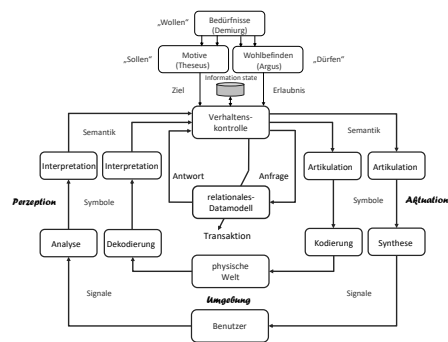 „Wollen"
Bedürfnisse
(Demiurg)
„Sollen"
Motive
(Theseus)
Wohlbefinden
(Argus)
„Dürfen"
Information state
Ziel
Erlaubnis
Verhaltens-
kontrolle
Semantik
Semantik
Interpretation
Interpretation
Artikulation
Artikulation
Antwort
Anfrage
Perzeption
Symbole
relationales-
Datamodell
Symbole
Aktuation
Transaktion
Analyse
Dekodierung
Kodierung
Synthese
physische
Welt
Signale
Umgebung
Signale
Benutzer